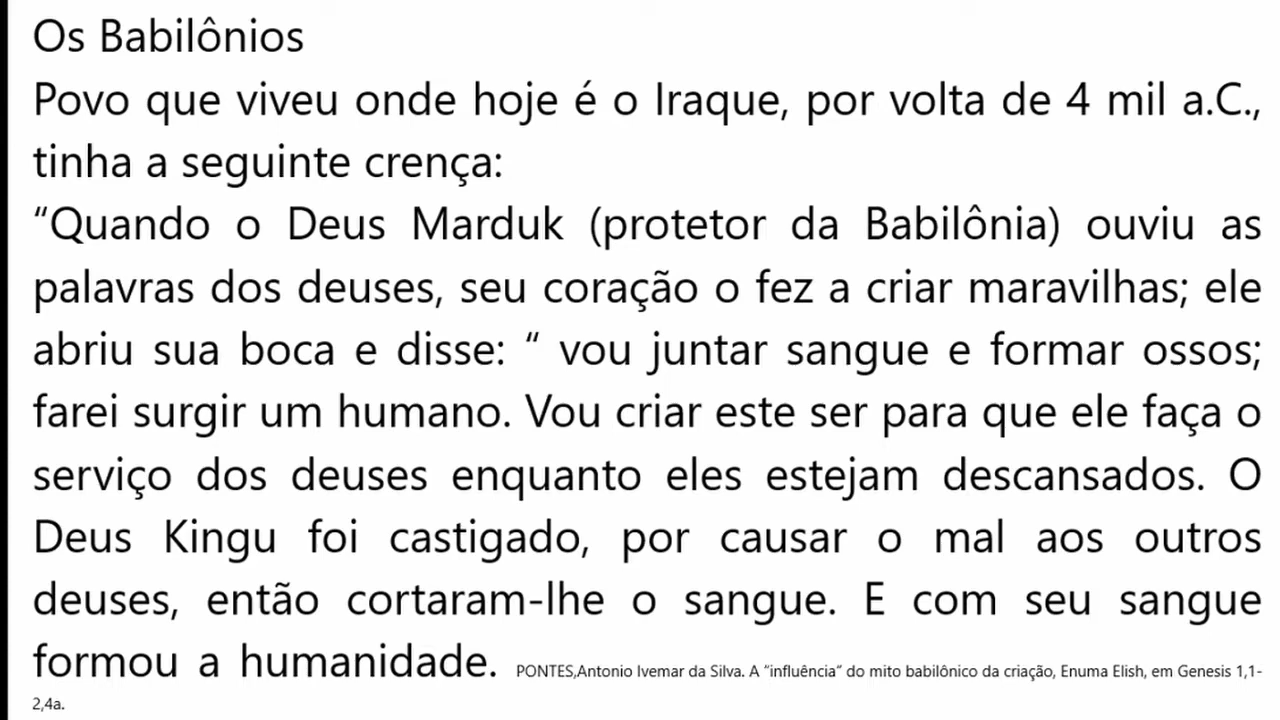 Os Babilônios
Povo que viveu onde hoje é o Iraque, por volta de 4 mil a.C.,
tinha a seguinte crença:
“Quando o Deus Marduk (protetor da Babilônia) ouviu as
palavras dos deuses, seu coração o fez a criar maravilhas; ele
abriu sua boca e disse: “ vou juntar sangue e formar ossos;
farei surgir um humano. Vou criar este ser para que ele faça o
serviço dos deuses enquanto eles estejam descansados. O
Deus Kingu foi castigado, por causar o mal aos outros
deuses, então cortaram-lhe o sangue. E com seu sangue
formou a humanidade. PONTES,Antonio Ivemar da Silva. A “influência” do mito babilônico da criação, Enuma Elish, em Genesis 1,1-
2,4a.